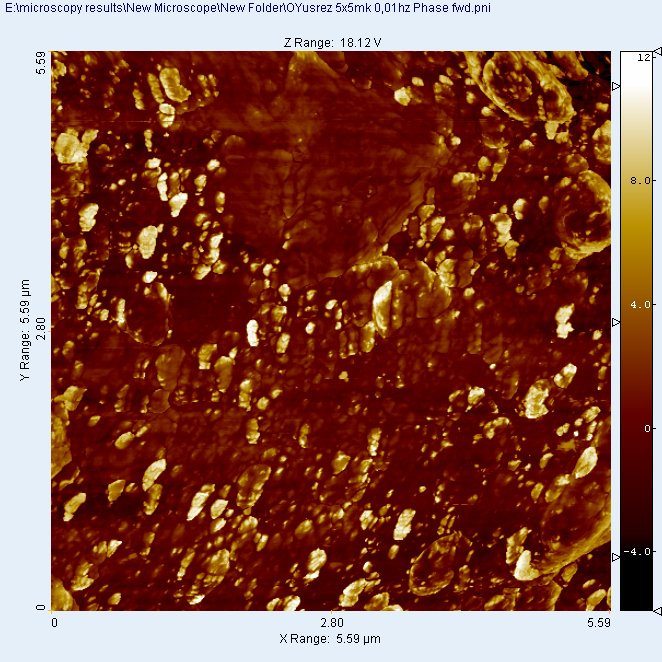 E:\microscopy results\New Microscope\New Folder\OYusrez 5x5mk 0,01hz Phase fwd.pni
Z Range: 18.12 V
5.59
12
8.0
Y Range: 5.59 µm
2.80
4.0
0
-4.0
0
0
2.80
5.59
X Range: 5.59 µm